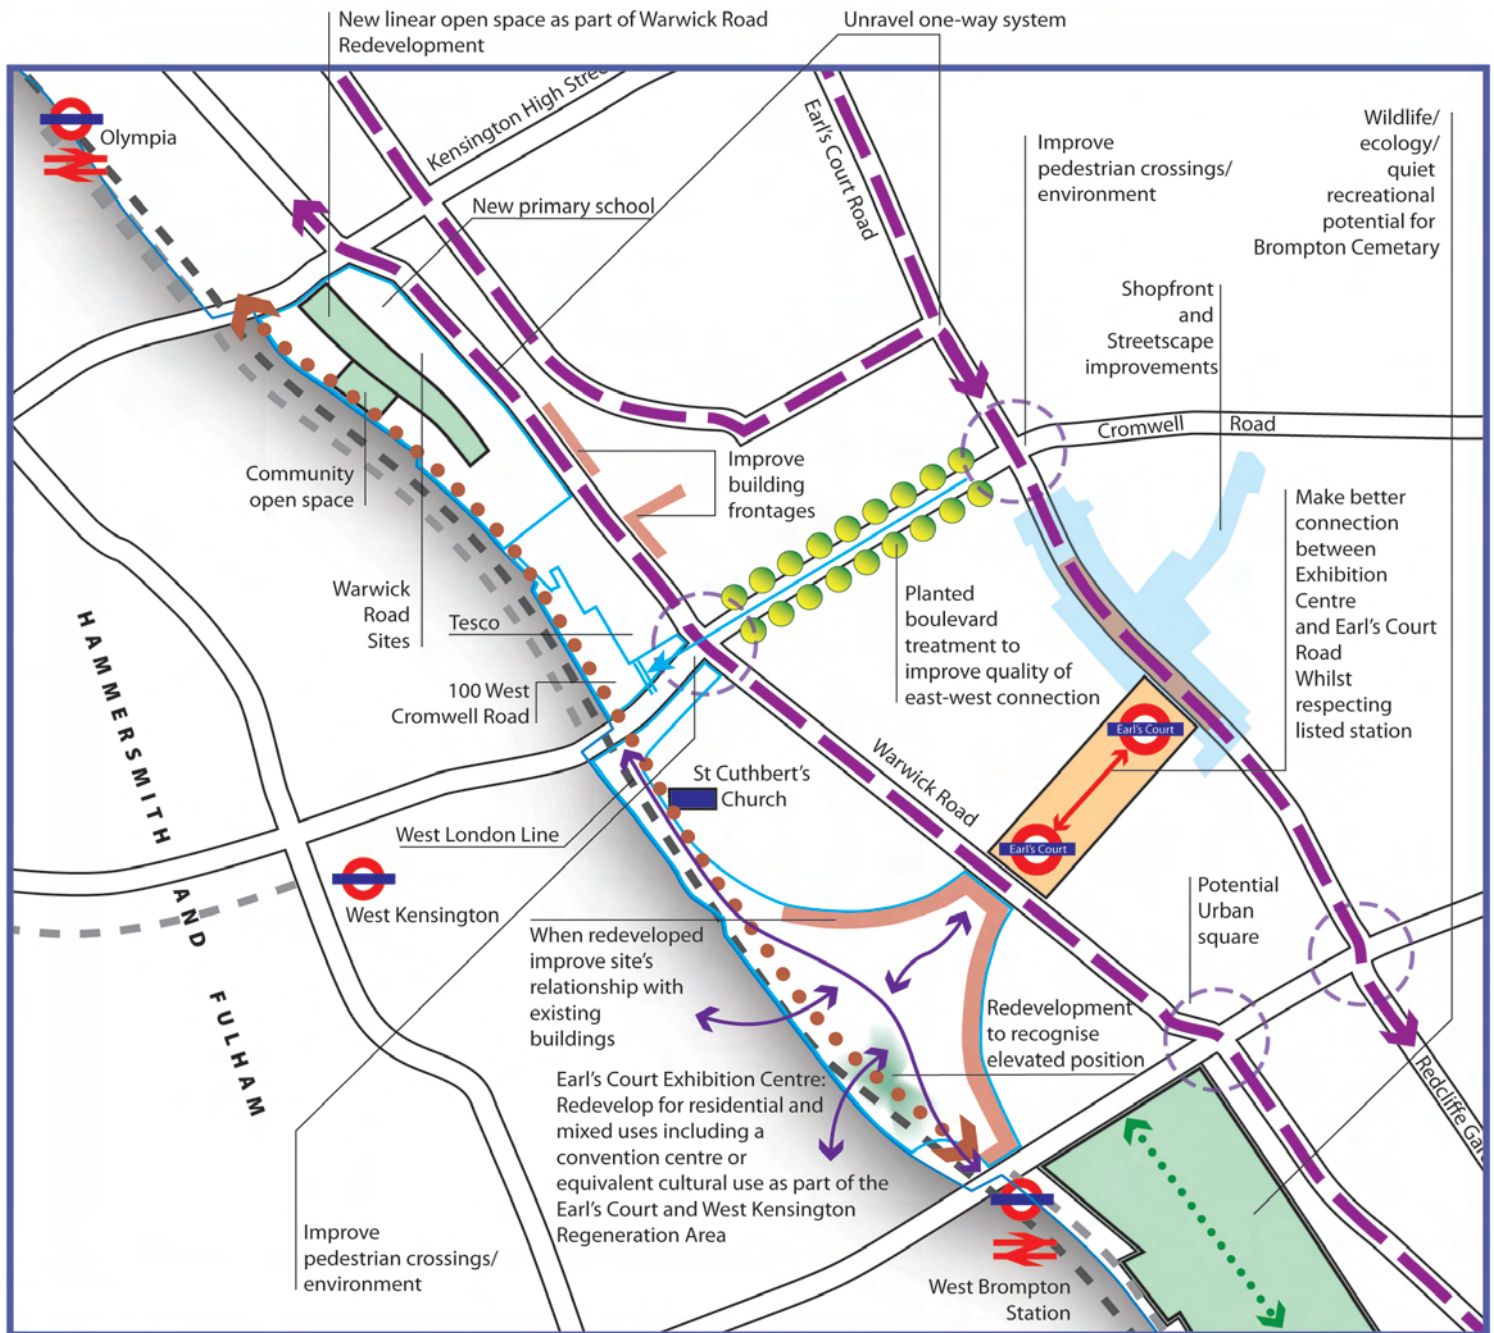 New linear open space as part of Warwick Road
Redevelopment
Unravel one-way system
Olympia
Kensington High Stree
Earl's Court Road
Improve
pedestrian crossings/
environment
Wildlife/
ecology/
quiet
recreational
potential for
Brompton Cemetary
New primary school
Shopfront
and
Streetscape
improvements
Cromwell Road
Community
open space
Improve
building
frontages
Make better
connection
between
Exhibition
Centre
and Earl's Court
Road
Whilst
respecting
listed station
Warwick
Road
Sites
Tesco
Planted
boulevard
treatment to
improve quality of
east-west connection
100 West
Cromwell Road
HAMMERSMITH AND FULHAM
Earl's Court
Earl's Court
Warwick Road
St Cuthbert's
Church
West London Line
West Kensington
Potential
Urban
square
When redeveloped
improve site's
relationship with
existing
buildings
Redevelopment
to recognise
elevated position
Redcliffe Gar
Earl's Court Exhibition Centre:
Redevelop for residential and
mixed uses including a
convention centre or
equivalent cultural use as part of the
Earl's Court and West Kensington
Regeneration Area
Improve
pedestrian crossings/
environment
West Brompton
Station